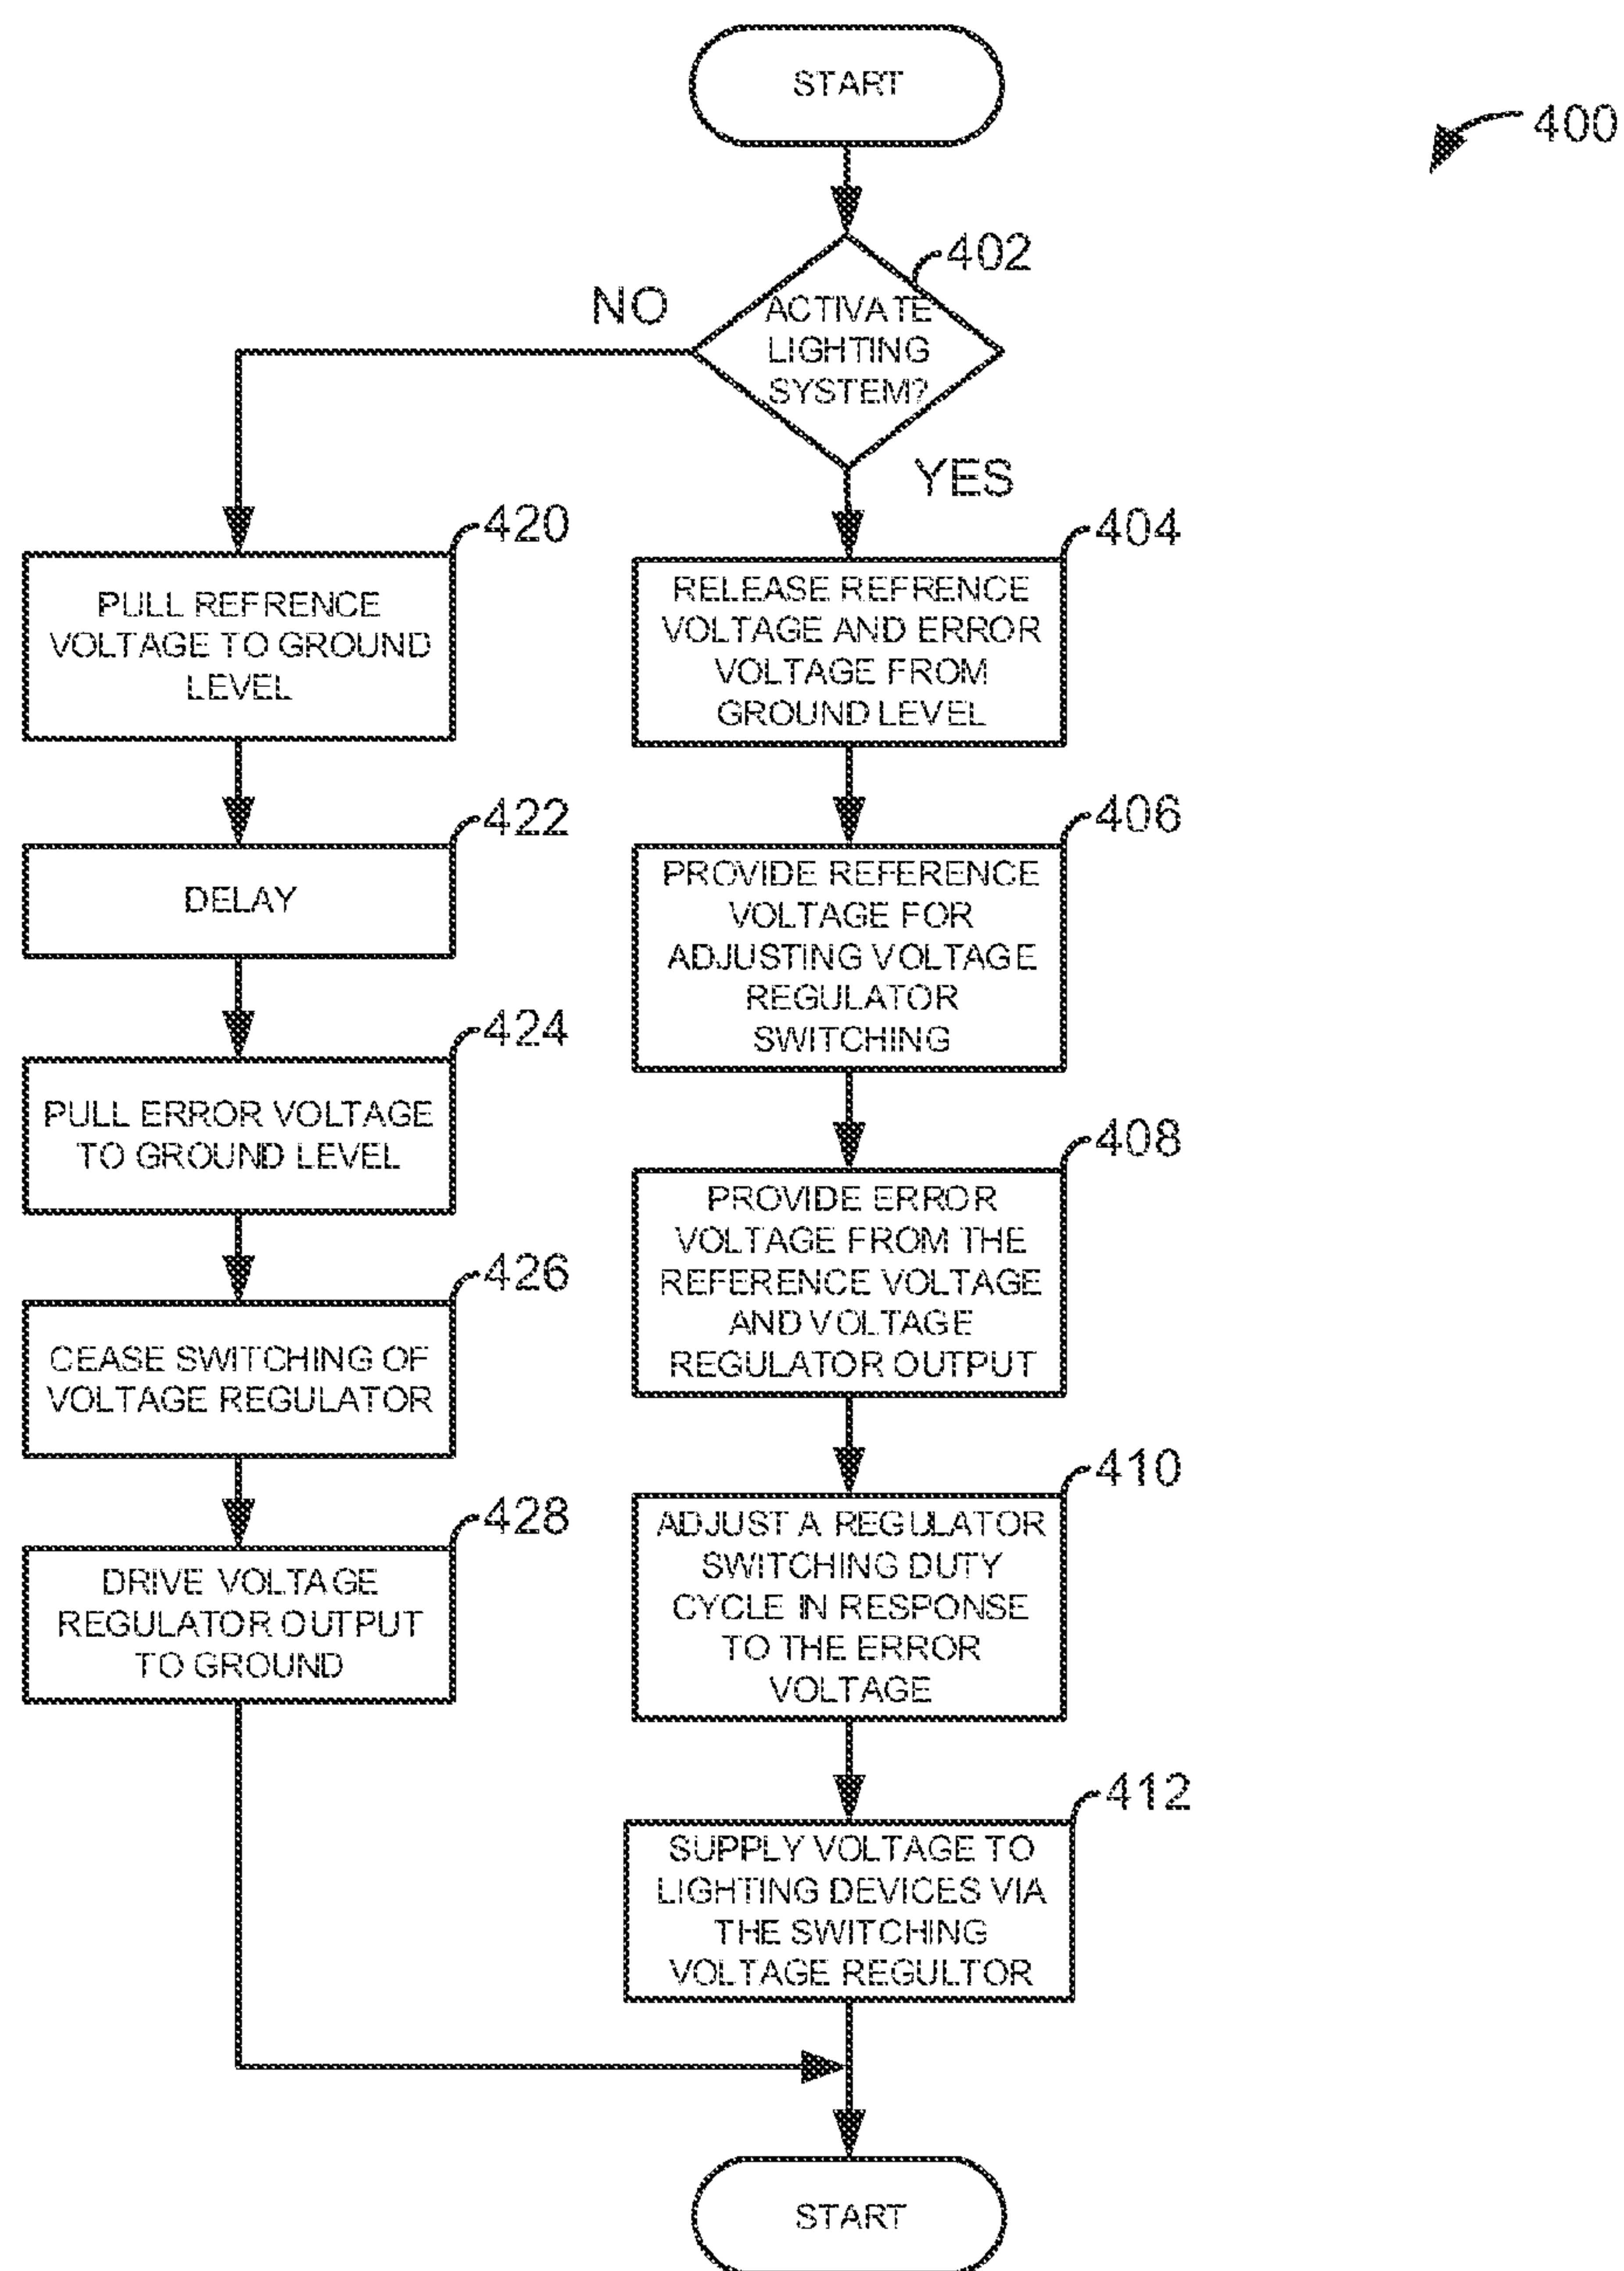 START
400
402
NO
ACTIVATE
LIGHTING
SYSTEM?
YES
420
PULL REFRENCE
VOLTAGE TO GROUND
LEVEL
422
DELAY
424
PULL ERROR VOLTAGE
TO GROUND LEVEL
426
CEASE SWITCHING OF
VOLTAGE REGULATOR
428
DRIVE VOLTAGE
REGULATOR OUTPUT
TO GROUND
404
RELEASE REFRENCE
VOLTAGE AND ERROR
VOLTAGE FROM
GROUND LEVEL
406
PROVIDE REFERENCE
VOLTAGE FOR
ADJUSTING VOLTAGE
REGULATOR
SWITCHING
408
PROVIDE ERROR
VOLTAGE FROM THE
REFERENCE VOLTAGE
AND VOLTAGE
REGULATOR OUTPUT
410
ADJUST A REGULATOR
SWITCHING DUTY
CYCLE IN RESPONSE
TO THE ERROR
VOLTAGE
412
SUPPLY VOLTAGE TO
LIGHTING DEVICES VIA
THE SWITCHING
VOLTAGE REGULTOR
START